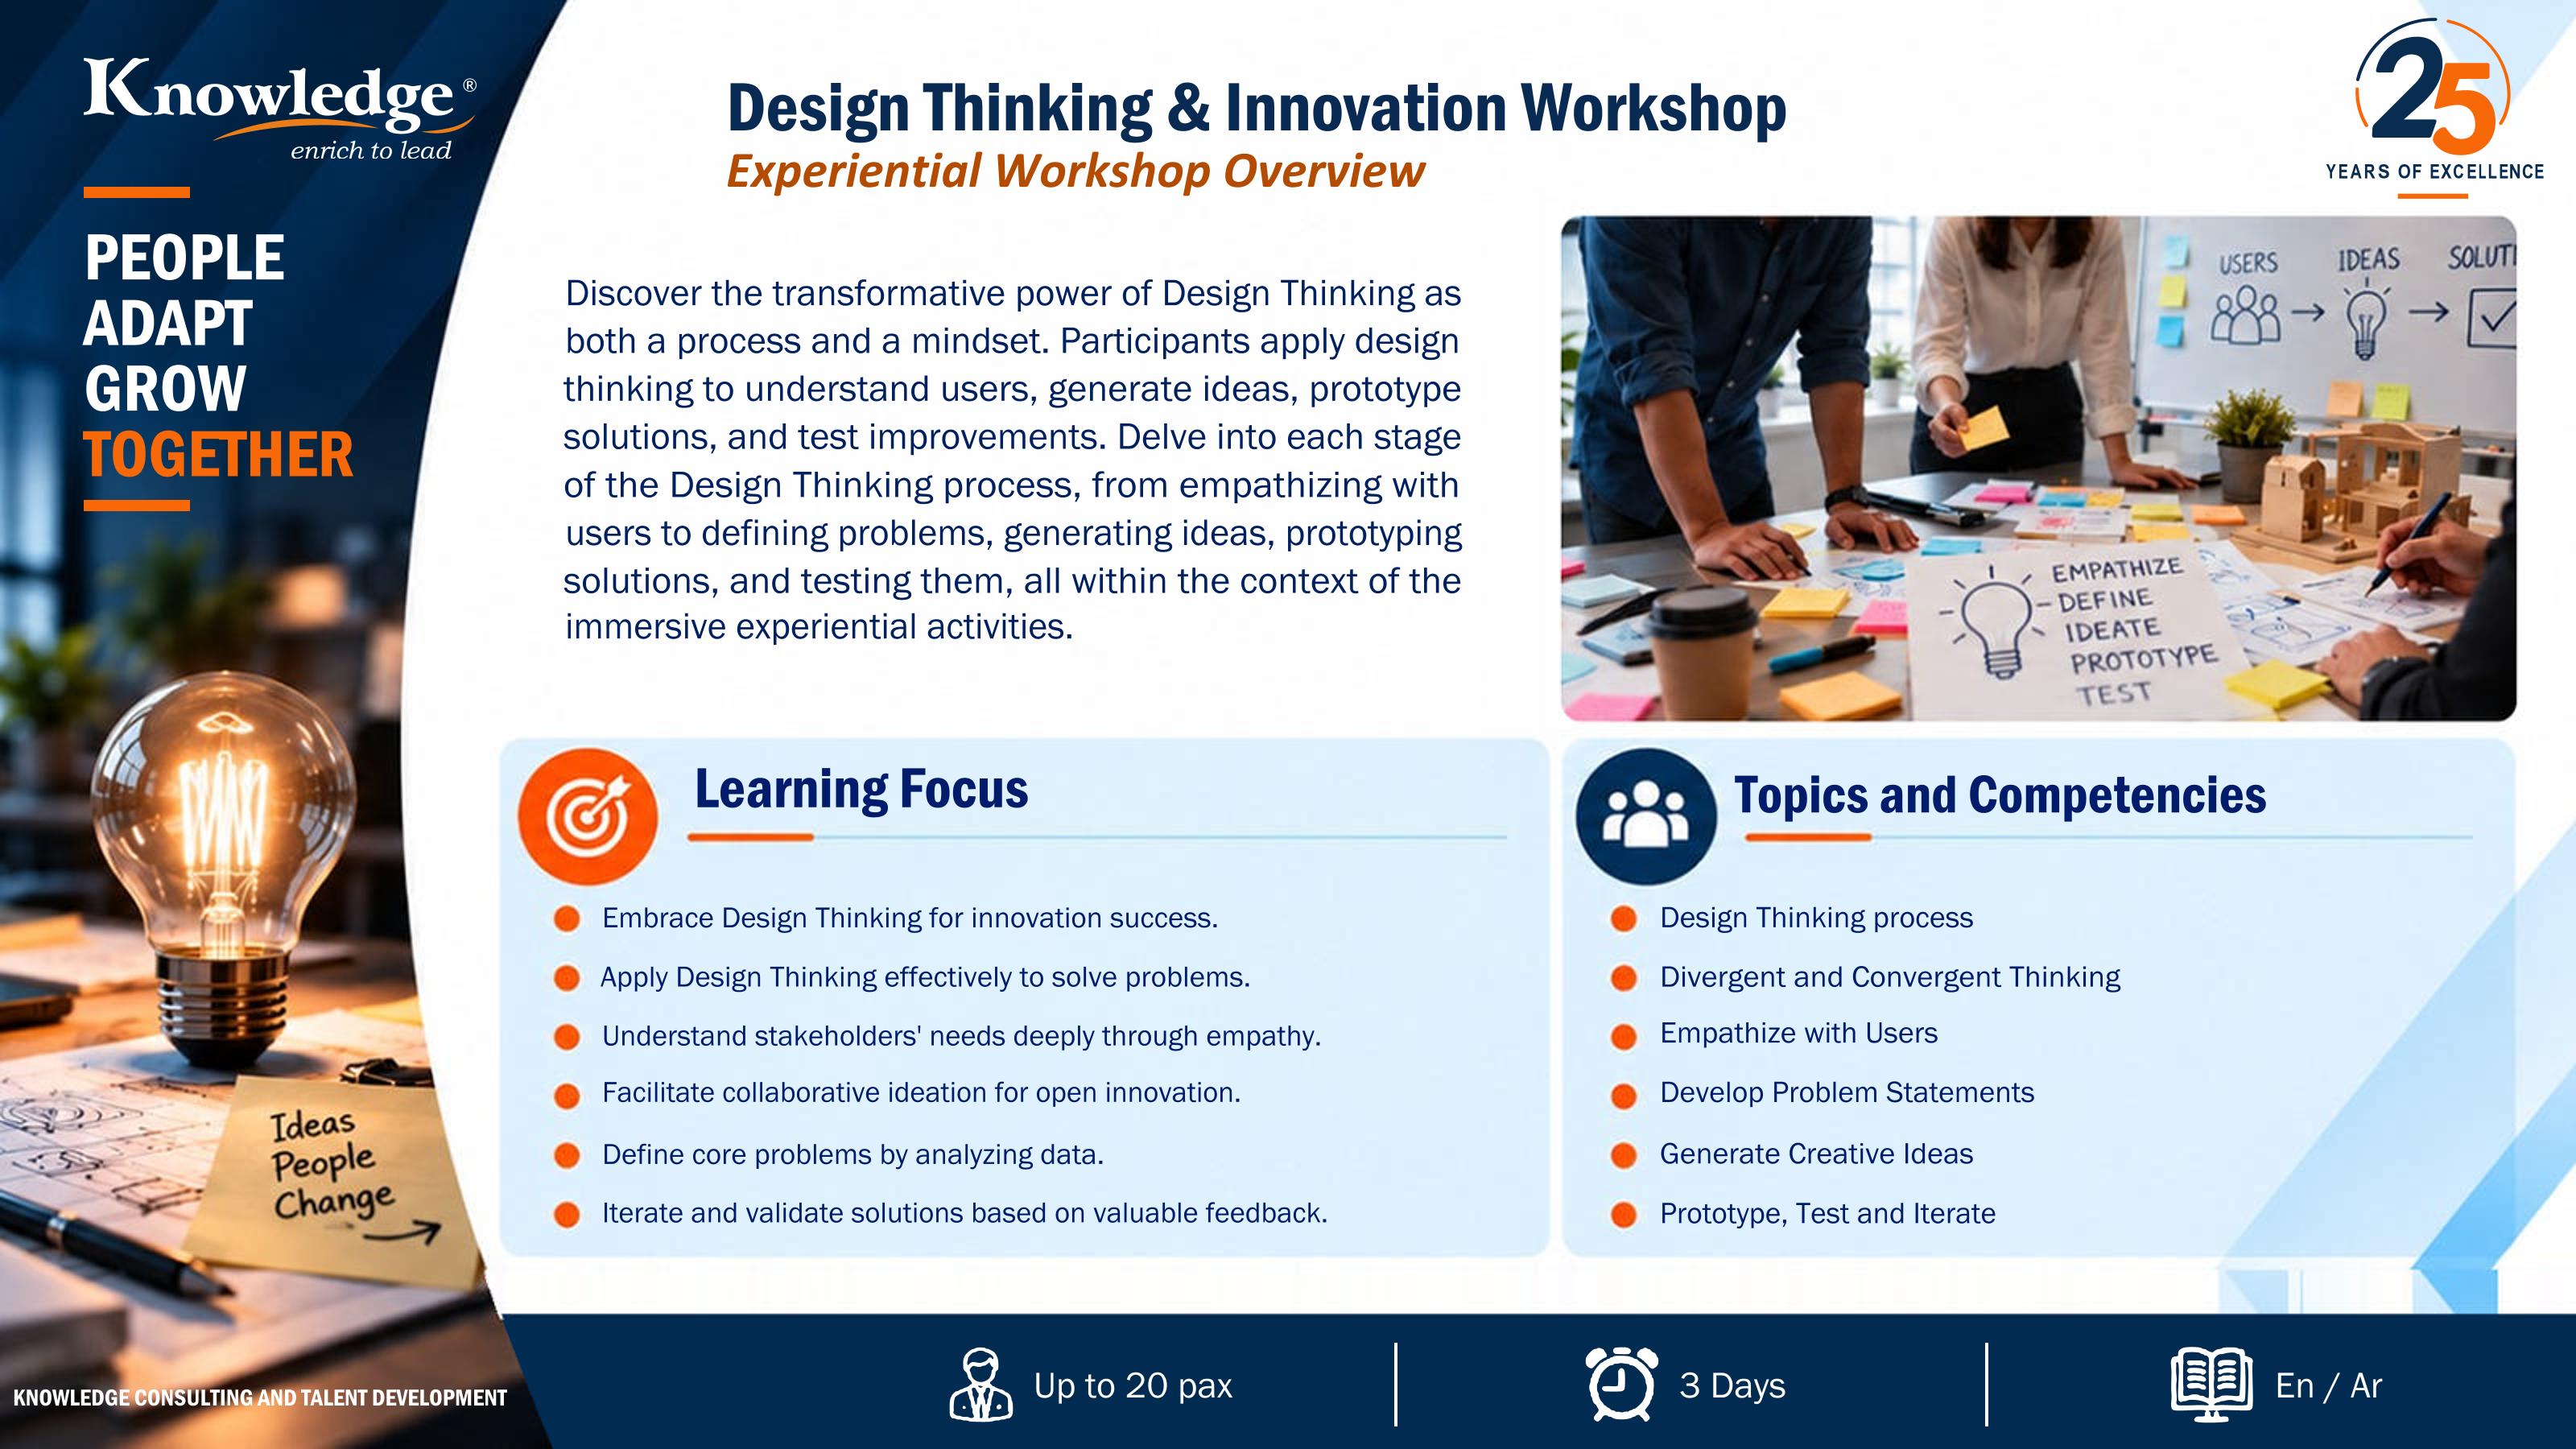 Knowledge®
enrich to lead
PEOPLE
ADAPT
GROW
TOGETHER
Design Thinking & Innovation Workshop
Experiential Workshop Overview
25
YEARS OF EXCELLENCE
Discover the transformative power of Design Thinking as
both a process and a mindset. Participants apply design
thinking to understand users, generate ideas, prototype
solutions, and test improvements. Delve into each stage
of the Design Thinking process, from empathizing with
users to defining problems, generating ideas, prototyping
solutions, and testing them, all within the context of the
immersive experiential activities.
USERS IDEAS SOLUTI
EMPATHIZE
DEFINE
IDEATE
PROTOTYPE
TEST
Learning Focus
Embrace Design Thinking for innovation success.
Apply Design Thinking effectively to solve problems.
Understand stakeholders' needs deeply through empathy.
Facilitate collaborative ideation for open innovation.
Define core problems by analyzing data.
Iterate and validate solutions based on valuable feedback.
Topics and Competencies
Design Thinking process
Divergent and Convergent Thinking
Empathize with Users
Develop Problem Statements
Generate Creative Ideas
Prototype, Test and Iterate
Ideas
People
Change
KNOWLEDGE CONSULTING AND TALENT DEVELOPMENT
Up to 20 pax
3 Days
En / Ar